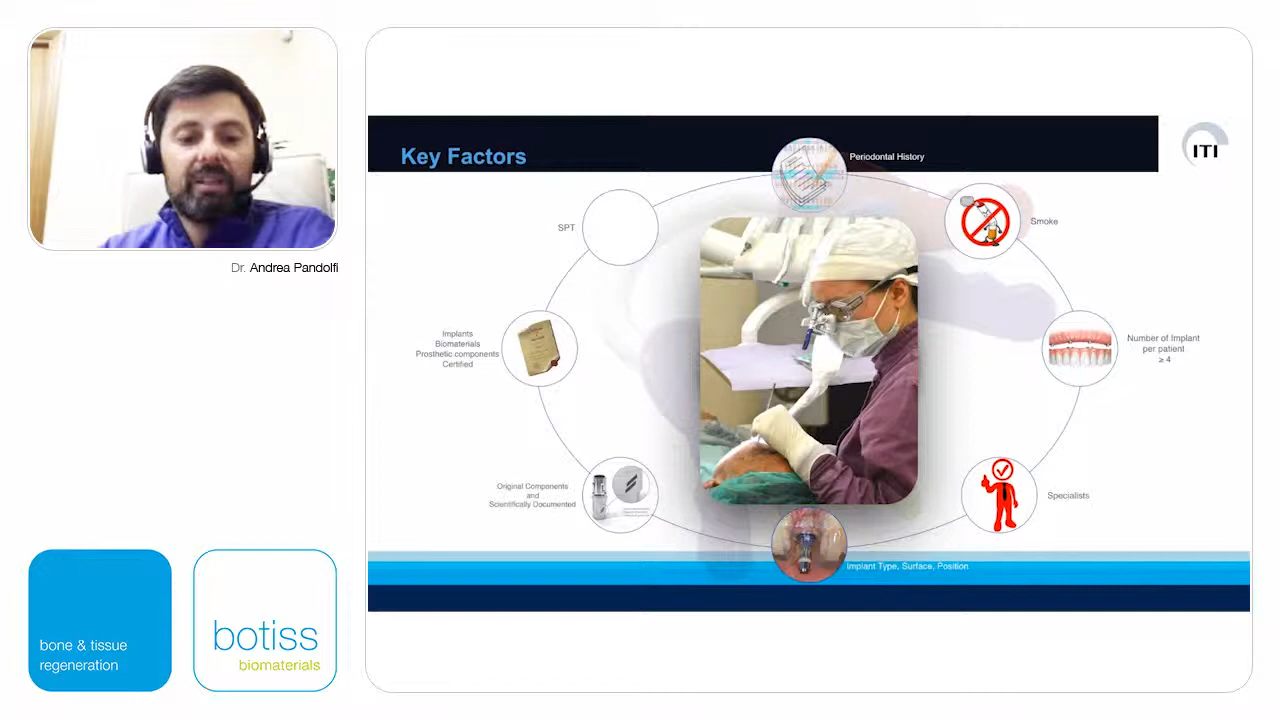 Dr. Andrea Pandolfi
bone & tissue
regeneration
botiss
biomaterials
Key Factors
ITI
Periodontal History
Smoke
Number of Implant
per patient
≥ 4
Specialists
Implant Type, Surface, Position
Original Components
and
Scientifically Documented
Implants
Biomaterials
Prosthetic components
Certified
SPT